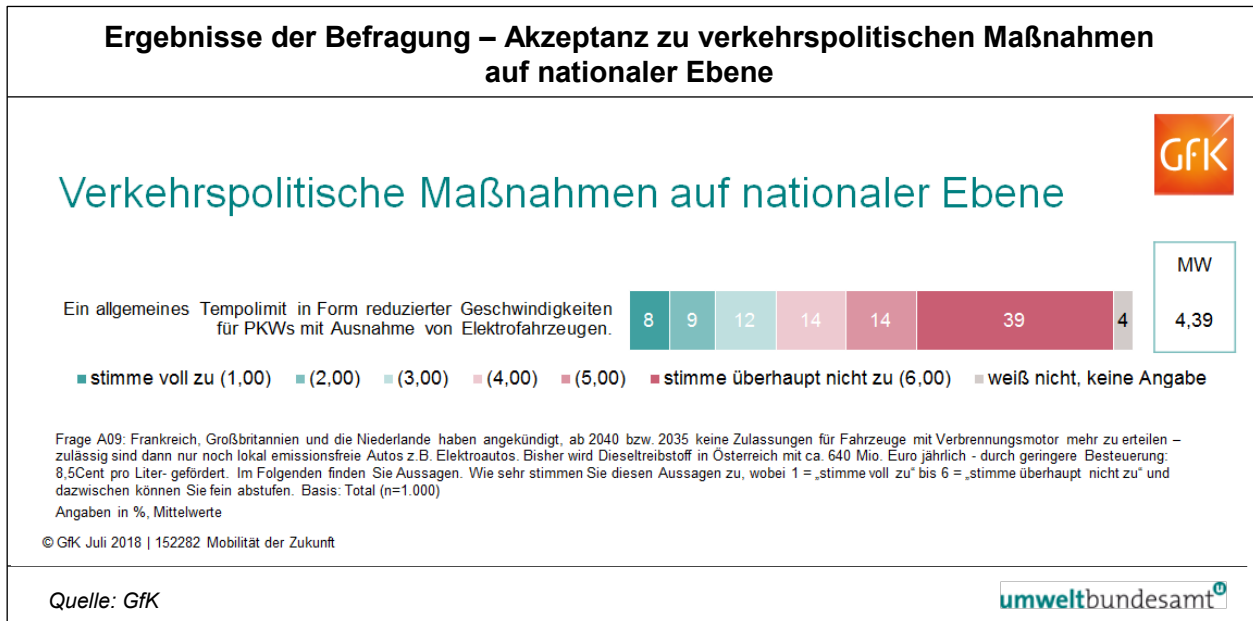 Ergebnisse der Befragung – Akzeptanz zu verkehrspolitischen Maßnahmen
auf nationaler Ebene
GfK
Verkehrspolitische Maßnahmen auf nationaler Ebene
MW
Ein allgemeines Tempolimit in Form reduzierter Geschwindigkeiten
für PKWs mit Ausnahme von Elektrofahrzeugen.
8 9 12 14 14 39 4
4,39
stimme voll zu (1,00) (2,00) (3,00) (4,00) (5,00) stimme überhaupt nicht zu (6,00) weiß nicht, keine Angabe
Frage A09: Frankreich, Großbritannien und die Niederlande haben angekündigt, ab 2040 bzw. 2035 keine Zulassungen für Fahrzeuge mit Verbrennungsmotor mehr zu erteilen –
zulässig sind dann nur noch lokal emissionsfreie Autos z.B. Elektroautos. Bisher wird Dieseltreibstoff in Österreich mit ca. 640 Mio. Euro jährlich - durch geringere Besteuerung:
8,5Cent pro Liter- gefördert. Im Folgenden finden Sie Aussagen. Wie sehr stimmen Sie diesen Aussagen zu, wobei 1 = „stimme voll zu" bis 6 = „stimme überhaupt nicht zu" und
dazwischen können Sie fein abstufen. Basis: Total (n=1.000)
Angaben in %, Mittelwerte
© GfK Juli 2018 | 152282 Mobilität der Zukunft
Quelle: GfK
umweltbundesamt u